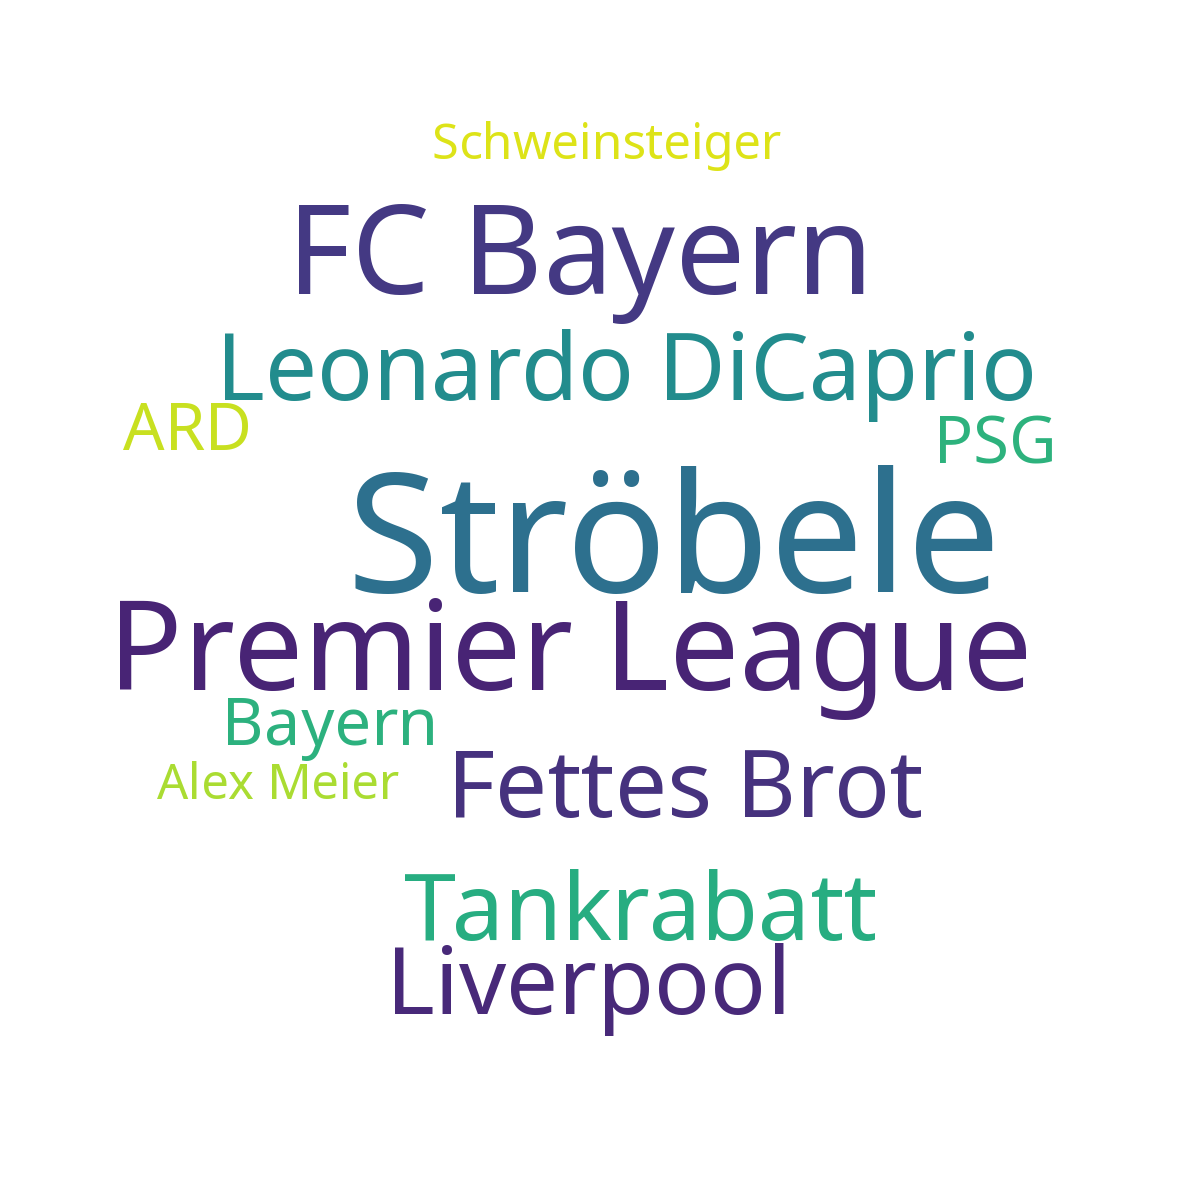 Schweinsteiger
FC Bayern
Leonardo DiCaprio
ARD
PSG
Ströbele
Premier League
Bayern
Alex Meier
Fettes Brot
Tankrabatt
Liverpool